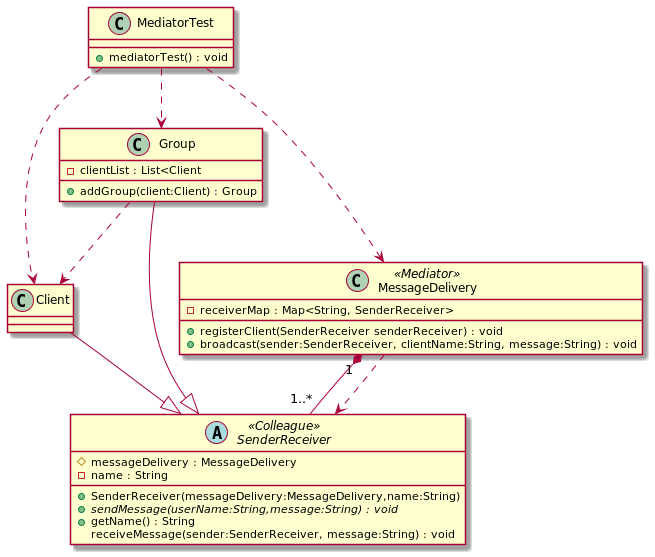 C MediatorTest
mediatorTest() : void
C Group
clientList : List<Client
addGroup(client:Client) : Group
C Client
«Mediator»
C MessageDelivery
receiverMap : Map<String, SenderReceiver>
registerClient(SenderReceiver senderReceiver) : void
broadcast(sender:SenderReceiver, clientName:String, message:String) : void
1
1..*
«Colleague»
A SenderReceiver
messageDelivery : MessageDelivery
name : String
SenderReceiver(messageDelivery:MessageDelivery,name:String)
sendMessage(userName:String,message:String) : void
getName() : String
receiveMessage(sender:SenderReceiver, message:String) : void